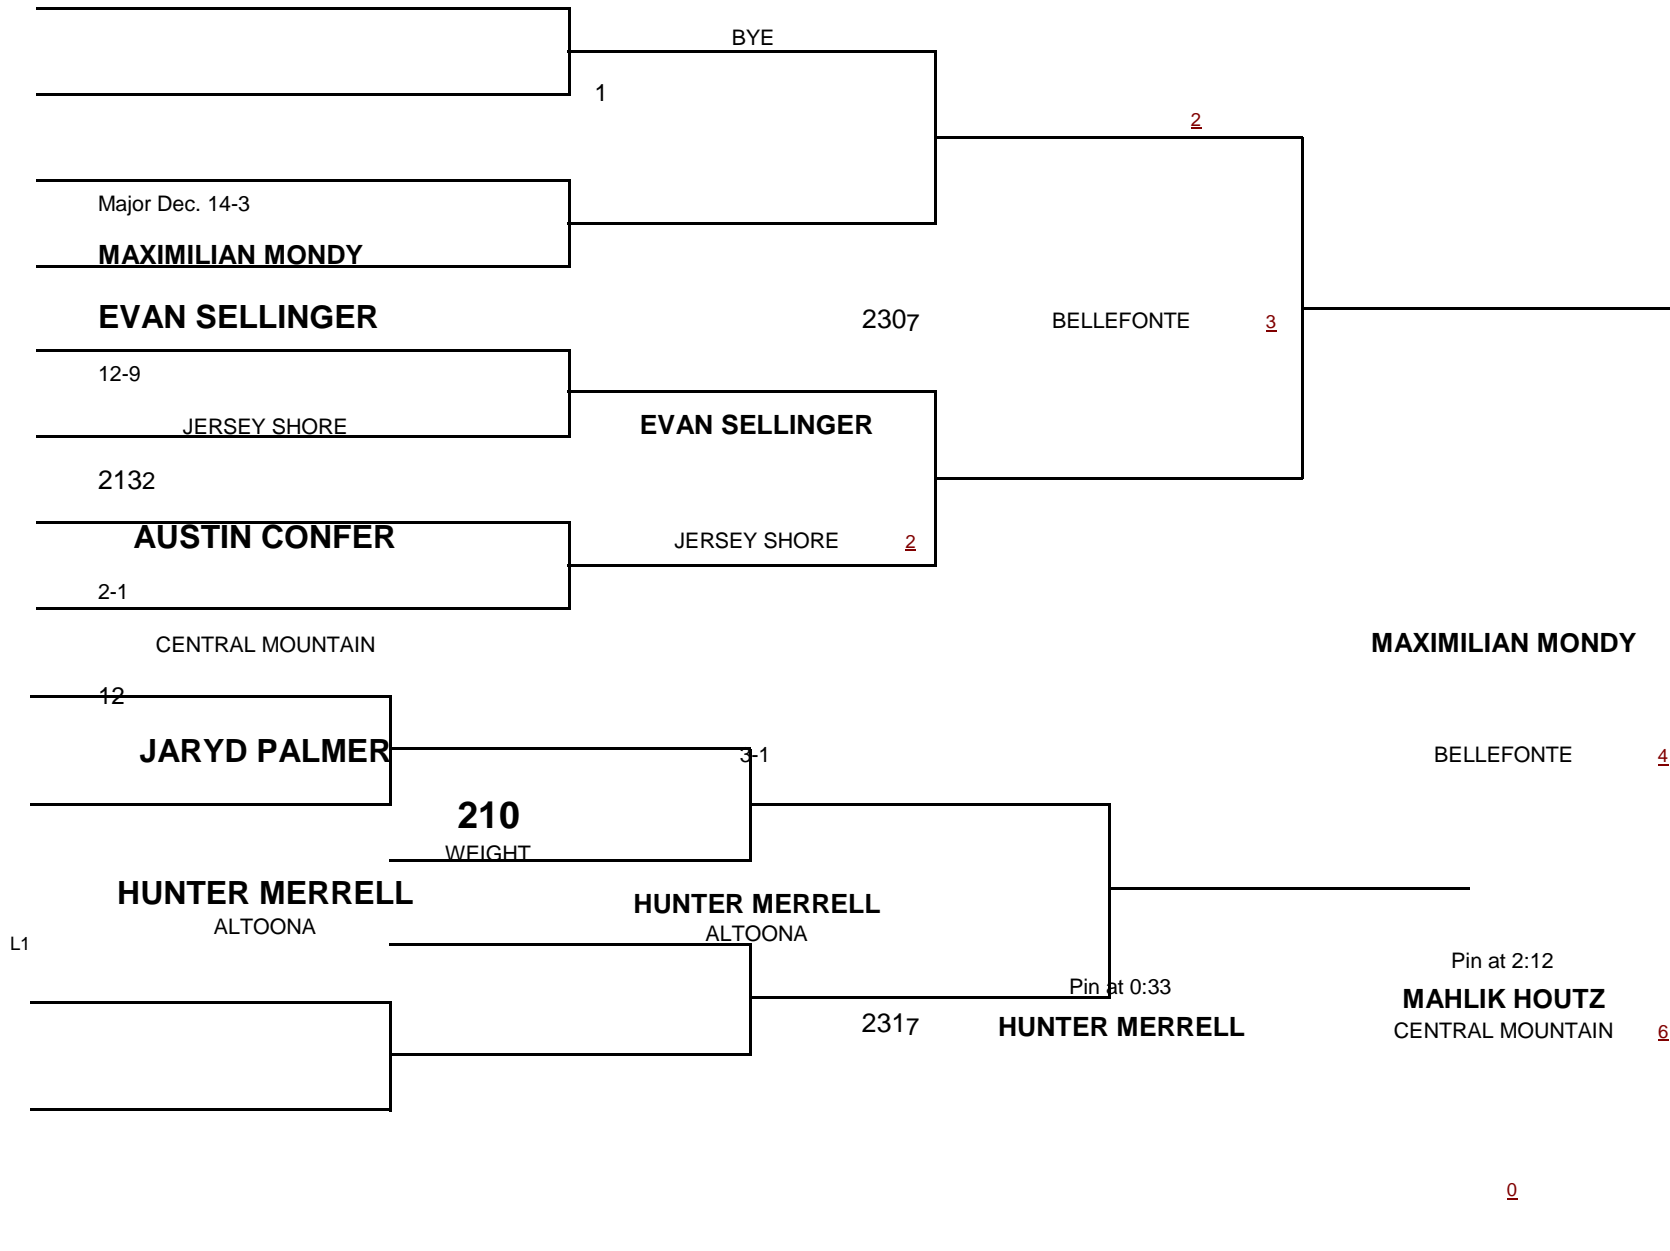 BYE
1
2
Major Dec. 14-3
MAXIMILIAN MONDY
EVAN SELLINGER
2307
BELLEFONTE 3
12-9
JERSEY SHORE
EVAN SELLINGER
2132
AUSTIN CONFER
JERSEY SHORE 2
2-1
CENTRAL MOUNTAIN
MAXIMILIAN MONDY
12
JARYD PALMER
3-1
BELLEFONTE 4
210
WEIGHT
HUNTER MERRELL
ALTOONA
HUNTER MERRELL
ALTOONA
L1
Pin at 0:33
Pin at 2:12
2317
HUNTER MERRELL
MAHLIK HOUTZ
CENTRAL MOUNTAIN 6
0